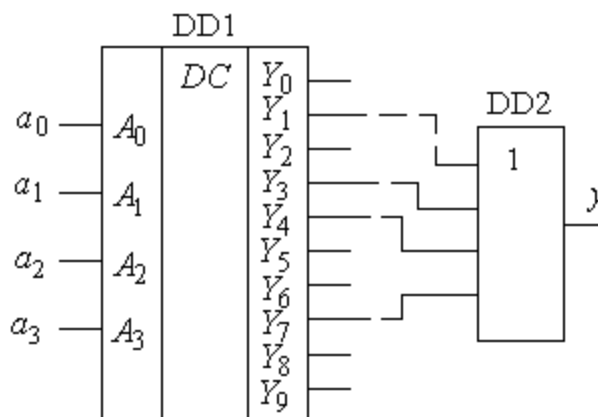 DD1
DC
a₀
a₁
a₂
a₃
A₀
A₁
A₂
A₃
Y₀
Y₁
Y₂
Y₃
Y₄
Y₅
Y₆
Y₇
Y₈
Y₉
DD2
1
y